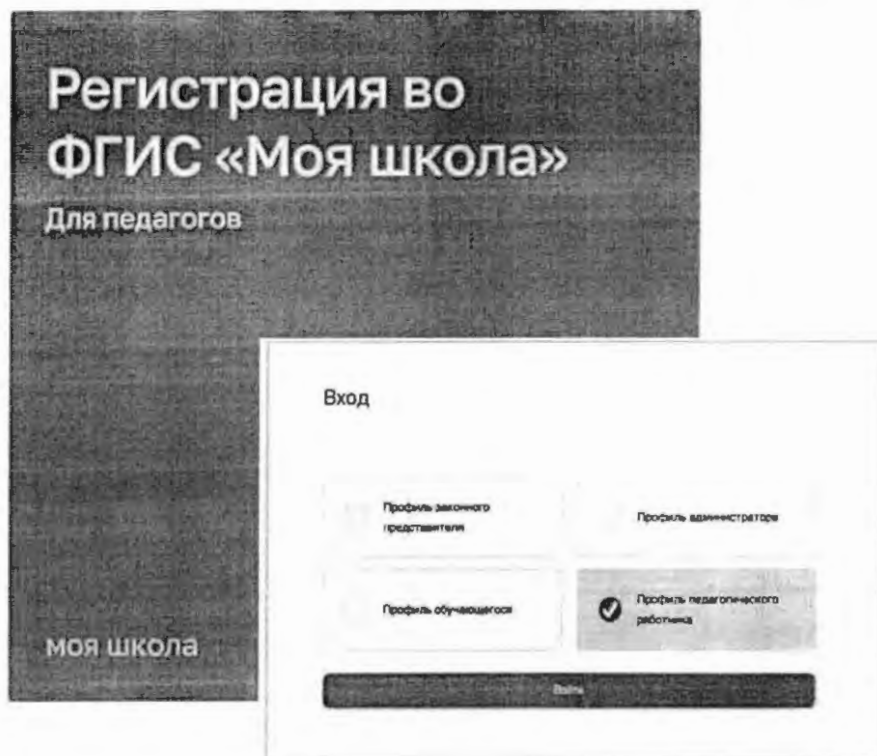 Регистрация во
ФГИС «Моя школа»
Для педагогов
моя школа
Вход
Профиль законного
представителя
Профиль администратора
Профиль обучающегося
Профиль педагогического
работника
Войти